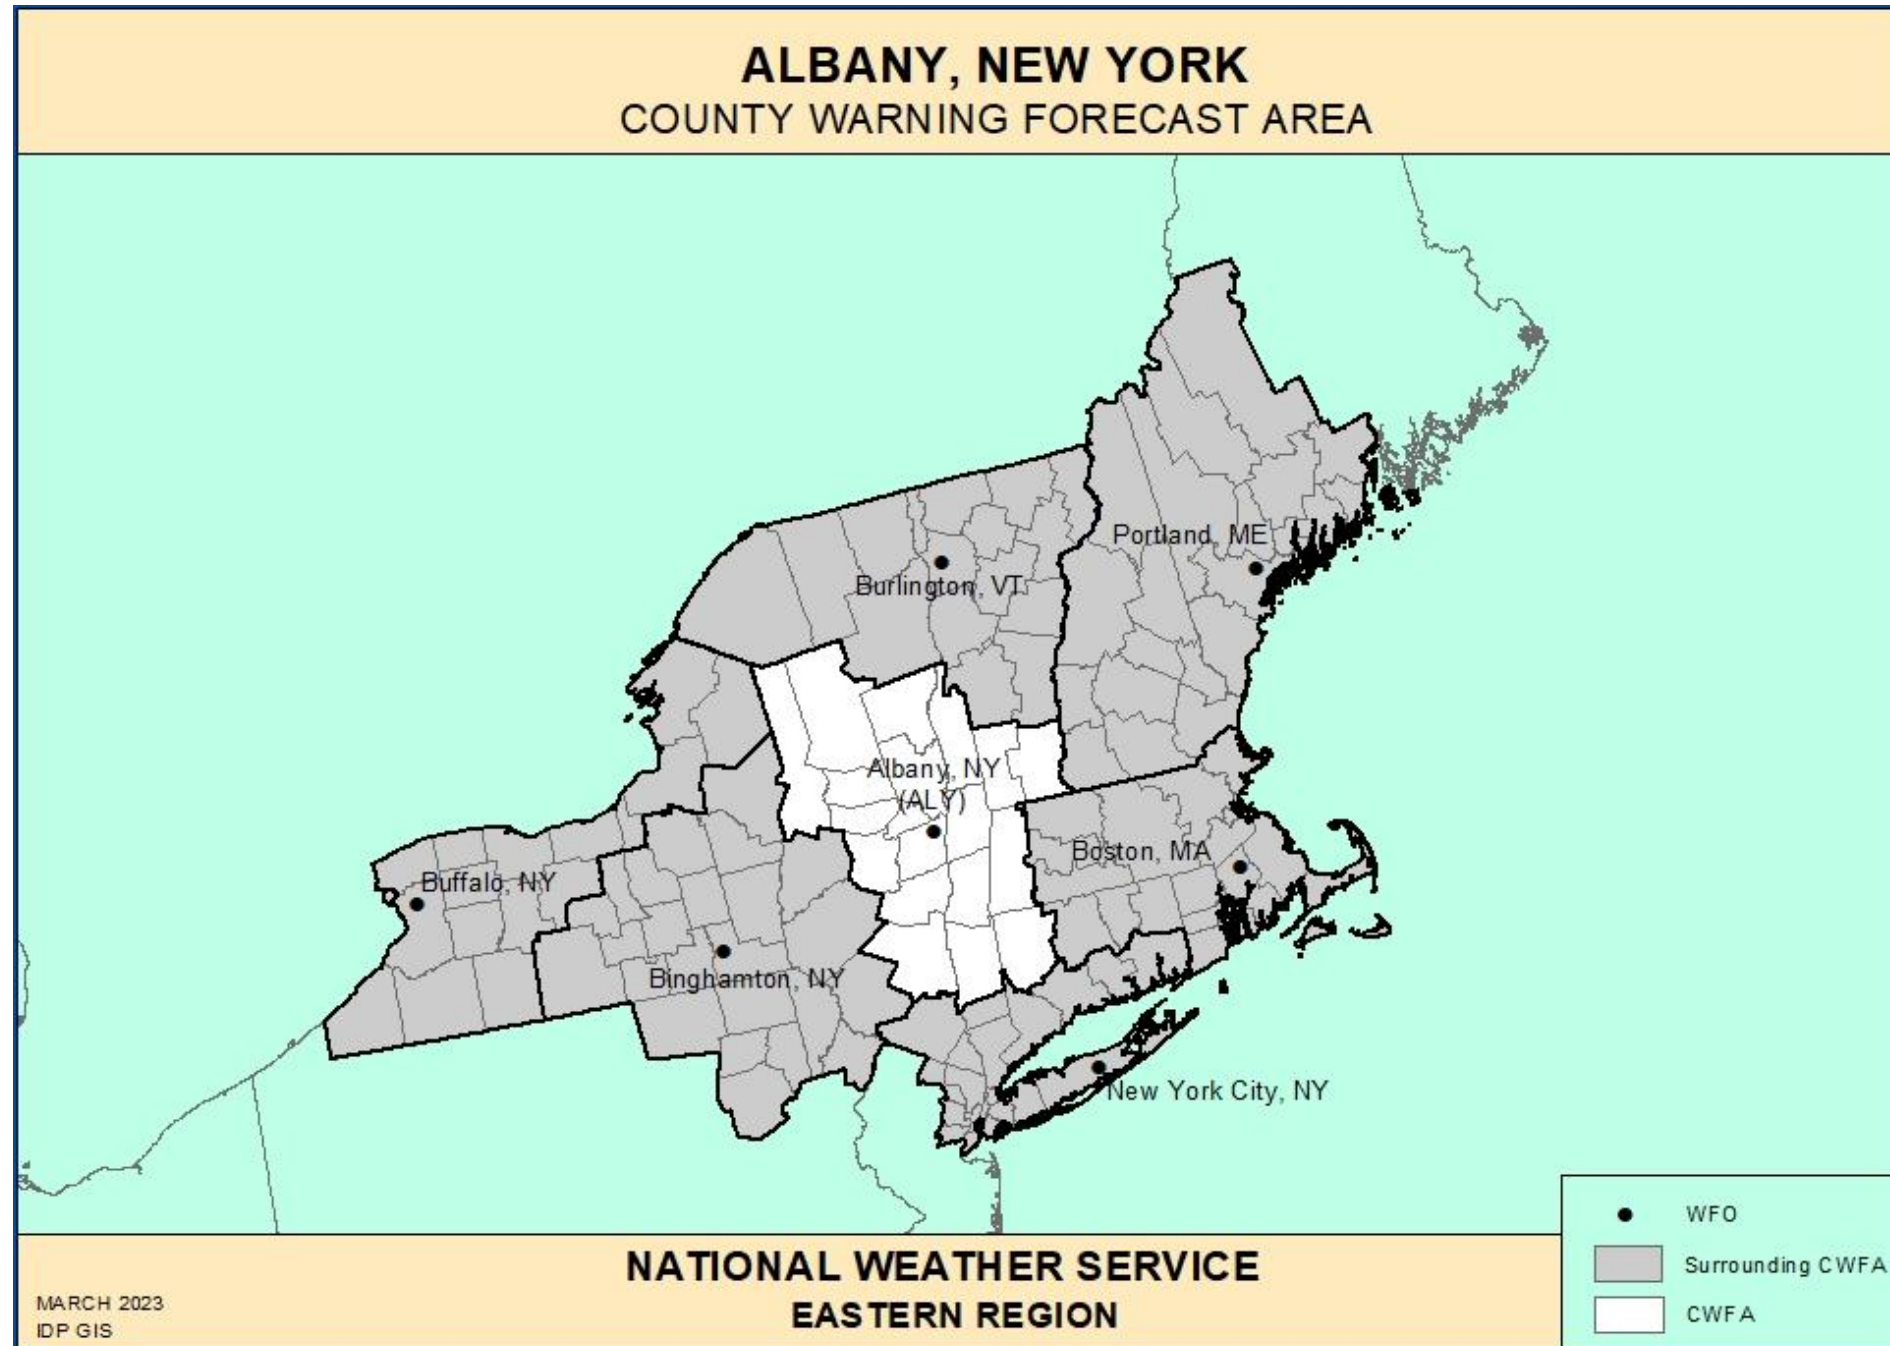 ALBANY, NEW YORK
COUNTY WARNING FORECAST AREA
Portland, ME
Burlington, VT
Albany, NY
(ALY)
Boston, MA
Buffalo, NY
Binghamton, NY
New York City, NY
WFO
Surrounding CWFA
CWFA
NATIONAL WEATHER SERVICE
EASTERN REGION
MARCH 2023
IDP GIS